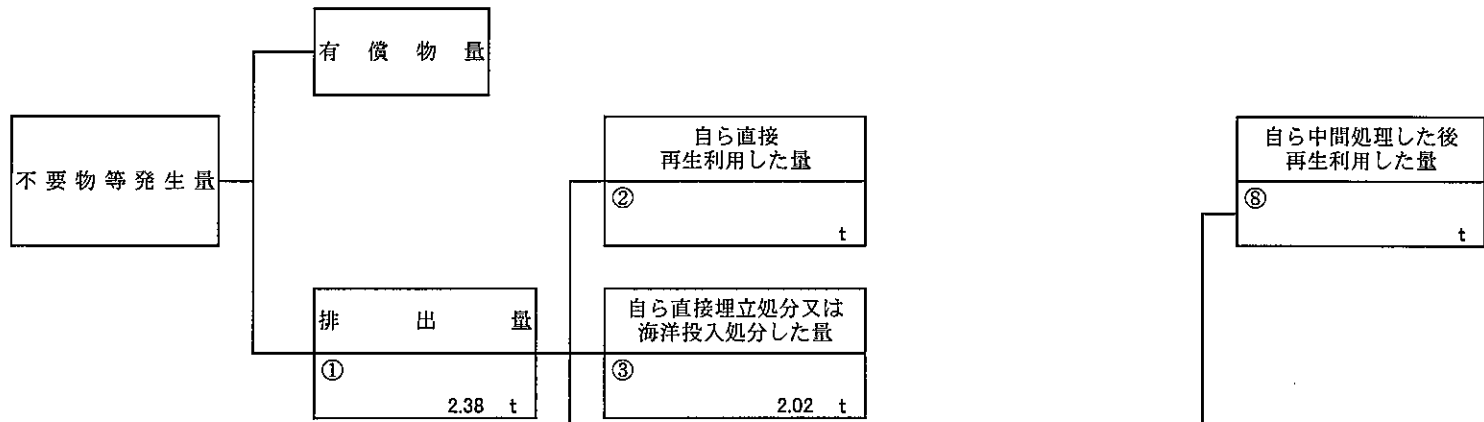 有償物量
不要物等発生量
自ら直接
再生利用した量
②
t
自ら中間処理した後
再生利用した量
⑧
t
排出量
①
2.38 t
自ら直接埋立処分又は
海洋投入処分した量
③
2.02 t